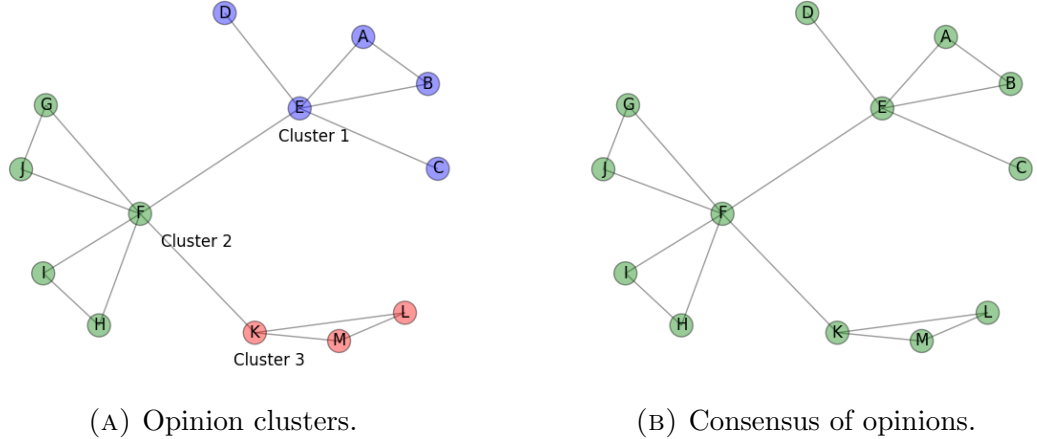 D
A
B
E
Cluster 1
C
G
J
F
Cluster 2
I
H
K
L
M
Cluster 3
(A) Opinion clusters.
D
A
B
E
C
G
J
F
I
H
K
L
M
(B) Consensus of opinions.